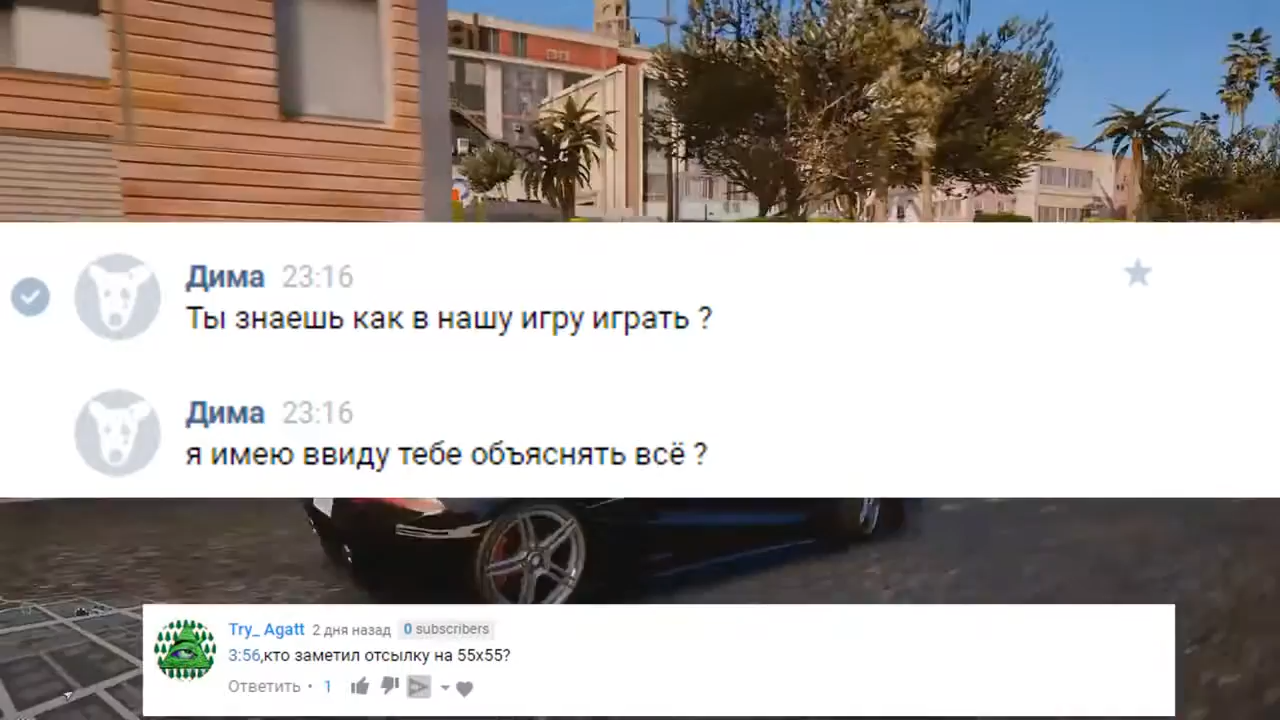 Дима 23:16
Ты знаешь как в нашу игру играть ?
Дима 23:16
я имею ввиду тебе объяснять всё ?
Try_ Agatt 2 дня назад 0 subscribers
3:56,кто заметил отсылку на 55x55?
Ответить • 1